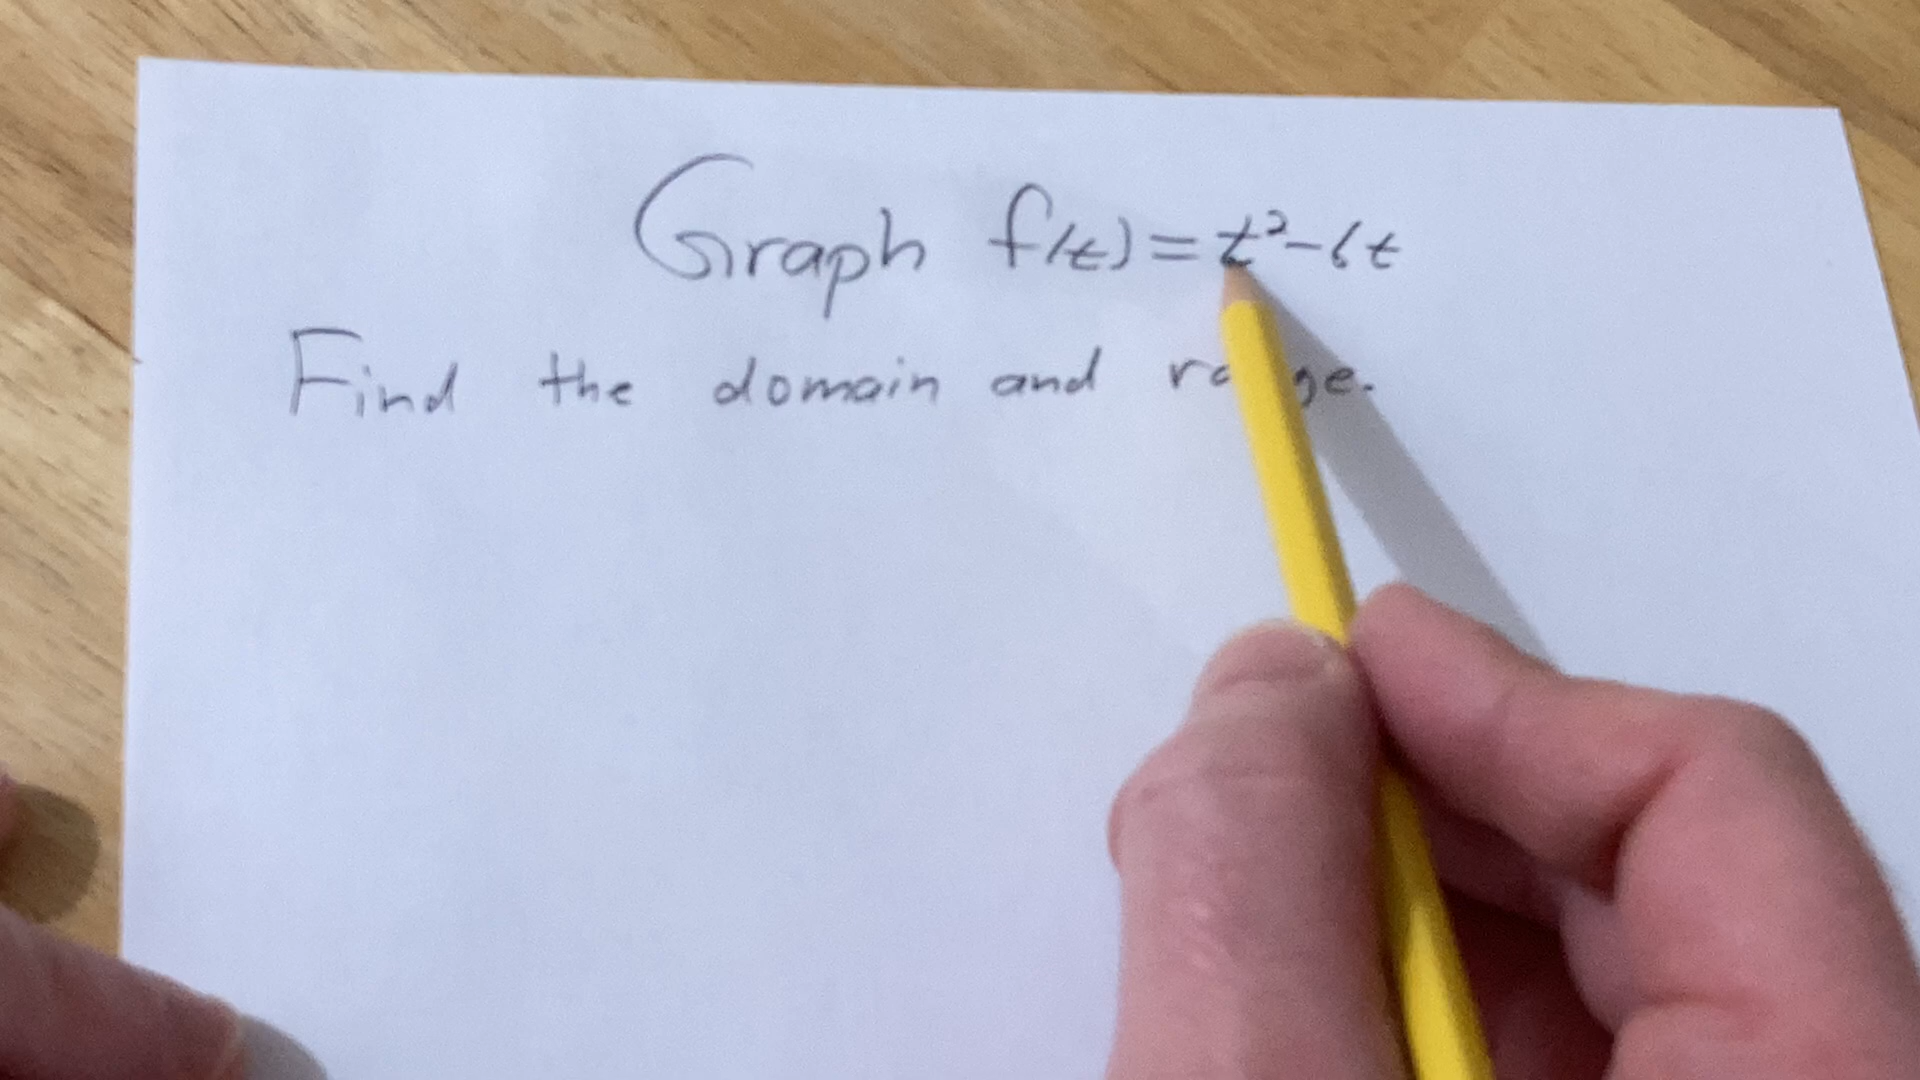 Graph f(t) = t²-6t
Find the domain and